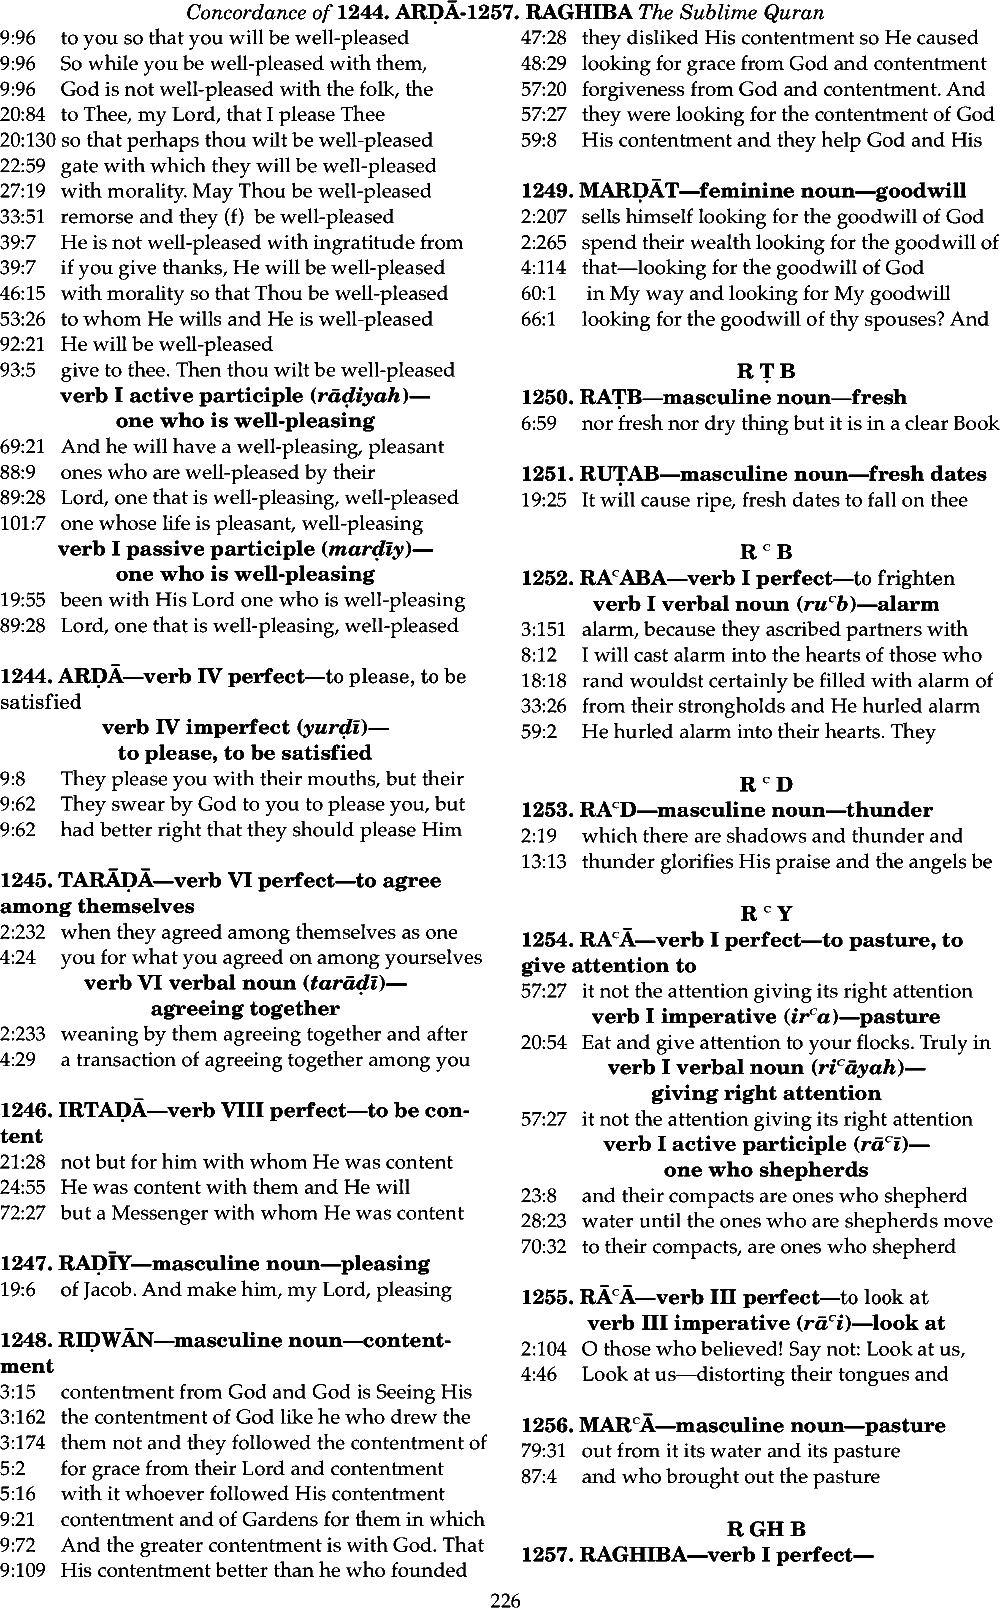 Concordance of 1244. ARḌĀ-1257. RAGHIBA The Sublime Quran
9:96 to you so that you will be well-pleased
9:96 So while you be well-pleased with them,
9:96 God is not well-pleased with the folk, the
20:84 to Thee, my Lord, that I please Thee
20:130 so that perhaps thou wilt be well-pleased
22:59 gate with which they will be well-pleased
27:19 with morality. May Thou be well-pleased
33:51 remorse and they (f) be well-pleased
39:7 He is not well-pleased with ingratitude from
39:7 if you give thanks, He will be well-pleased
46:15 with morality so that Thou be well-pleased
53:26 to whom He wills and He is well-pleased
92:21 He will be well-pleased
93:5 give to thee. Then thou wilt be well-pleased
verb I active participle (rāḍiyah)—
one who is well-pleasing
69:21 And he will have a well-pleasing, pleasant
88:9 ones who are well-pleased by their
89:28 Lord, one that is well-pleasing, well-pleased
101:7 one whose life is pleasant, well-pleasing
verb I passive participle (marḍīy)—
one who is well-pleasing
19:55 been with His Lord one who is well-pleasing
89:28 Lord, one that is well-pleasing, well-pleased
1244. ARḌĀ—verb IV perfect—to please, to be
satisfied
verb IV imperfect (yurḍī)—
to please, to be satisfied
9:8 They please you with their mouths, but their
9:62 They swear by God to you to please you, but
9:62 had better right that they should please Him
1245. TARĀḌĀ—verb VI perfect—to agree
among themselves
2:232 when they agreed among themselves as one
4:24 you for what you agreed on among yourselves
verb VI verbal noun (tarāḍī)—
agreeing together
2:233 weaning by them agreeing together and after
4:29 a transaction of agreeing together among you
1246. IRTAḌĀ—verb VIII perfect—to be con-
tent
21:28 not but for him with whom He was content
24:55 He was content with them and He will
72:27 but a Messenger with whom He was content
1247. RAḌĪY—masculine noun—pleasing
19:6 of Jacob. And make him, my Lord, pleasing
1248. RIḌWĀN—masculine noun—content-
ment
3:15 contentment from God and God is Seeing His
3:162 the contentment of God like he who drew the
3:174 them not and they followed the contentment of
5:2 for grace from their Lord and contentment
5:16 with it whoever followed His contentment
9:21 contentment and of Gardens for them in which
9:72 And the greater contentment is with God. That
9:109 His contentment better than he who founded
47:28 they disliked His contentment so He caused
48:29 looking for grace from God and contentment
57:20 forgiveness from God and contentment. And
57:27 they were looking for the contentment of God
59:8 His contentment and they help God and His
1249. MARḌĀT—feminine noun—goodwill
2:207 sells himself looking for the goodwill of God
2:265 spend their wealth looking for the goodwill of
4:114 that—looking for the goodwill of God
60:1 in My way and looking for My goodwill
66:1 looking for the goodwill of thy spouses? And
R Ṭ B
1250. RAṬB—masculine noun—fresh
6:59 nor fresh nor dry thing but it is in a clear Book
1251. RUṬAB—masculine noun—fresh dates
19:25 It will cause ripe, fresh dates to fall on thee
R ᶜ B
1252. RAᶜABA—verb I perfect—to frighten
verb I verbal noun (ruᶜb)—alarm
3:151 alarm, because they ascribed partners with
8:12 I will cast alarm into the hearts of those who
18:18 rand wouldst certainly be filled with alarm of
33:26 from their strongholds and He hurled alarm
59:2 He hurled alarm into their hearts. They
R ᶜ D
1253. RAᶜD—masculine noun—thunder
2:19 which there are shadows and thunder and
13:13 thunder glorifies His praise and the angels be
R ᶜ Y
1254. RAᶜĀ—verb I perfect—to pasture, to
give attention to
57:27 it not the attention giving its right attention
verb I imperative (irᶜa)—pasture
20:54 Eat and give attention to your flocks. Truly in
verb I verbal noun (riᶜāyah)—
giving right attention
57:27 it not the attention giving its right attention
verb I active participle (rāᶜī)—
one who shepherds
23:8 and their compacts are ones who shepherd
28:23 water until the ones who are shepherds move
70:32 to their compacts, are ones who shepherd
1255. RĀᶜĀ—verb III perfect—to look at
verb III imperative (rāᶜi)—look at
2:104 O those who believed! Say not: Look at us,
4:46 Look at us—distorting their tongues and
1256. MARᶜĀ—masculine noun—pasture
79:31 out from it its water and its pasture
87:4 and who brought out the pasture
R GH B
1257. RAGHIBA—verb I perfect—
226